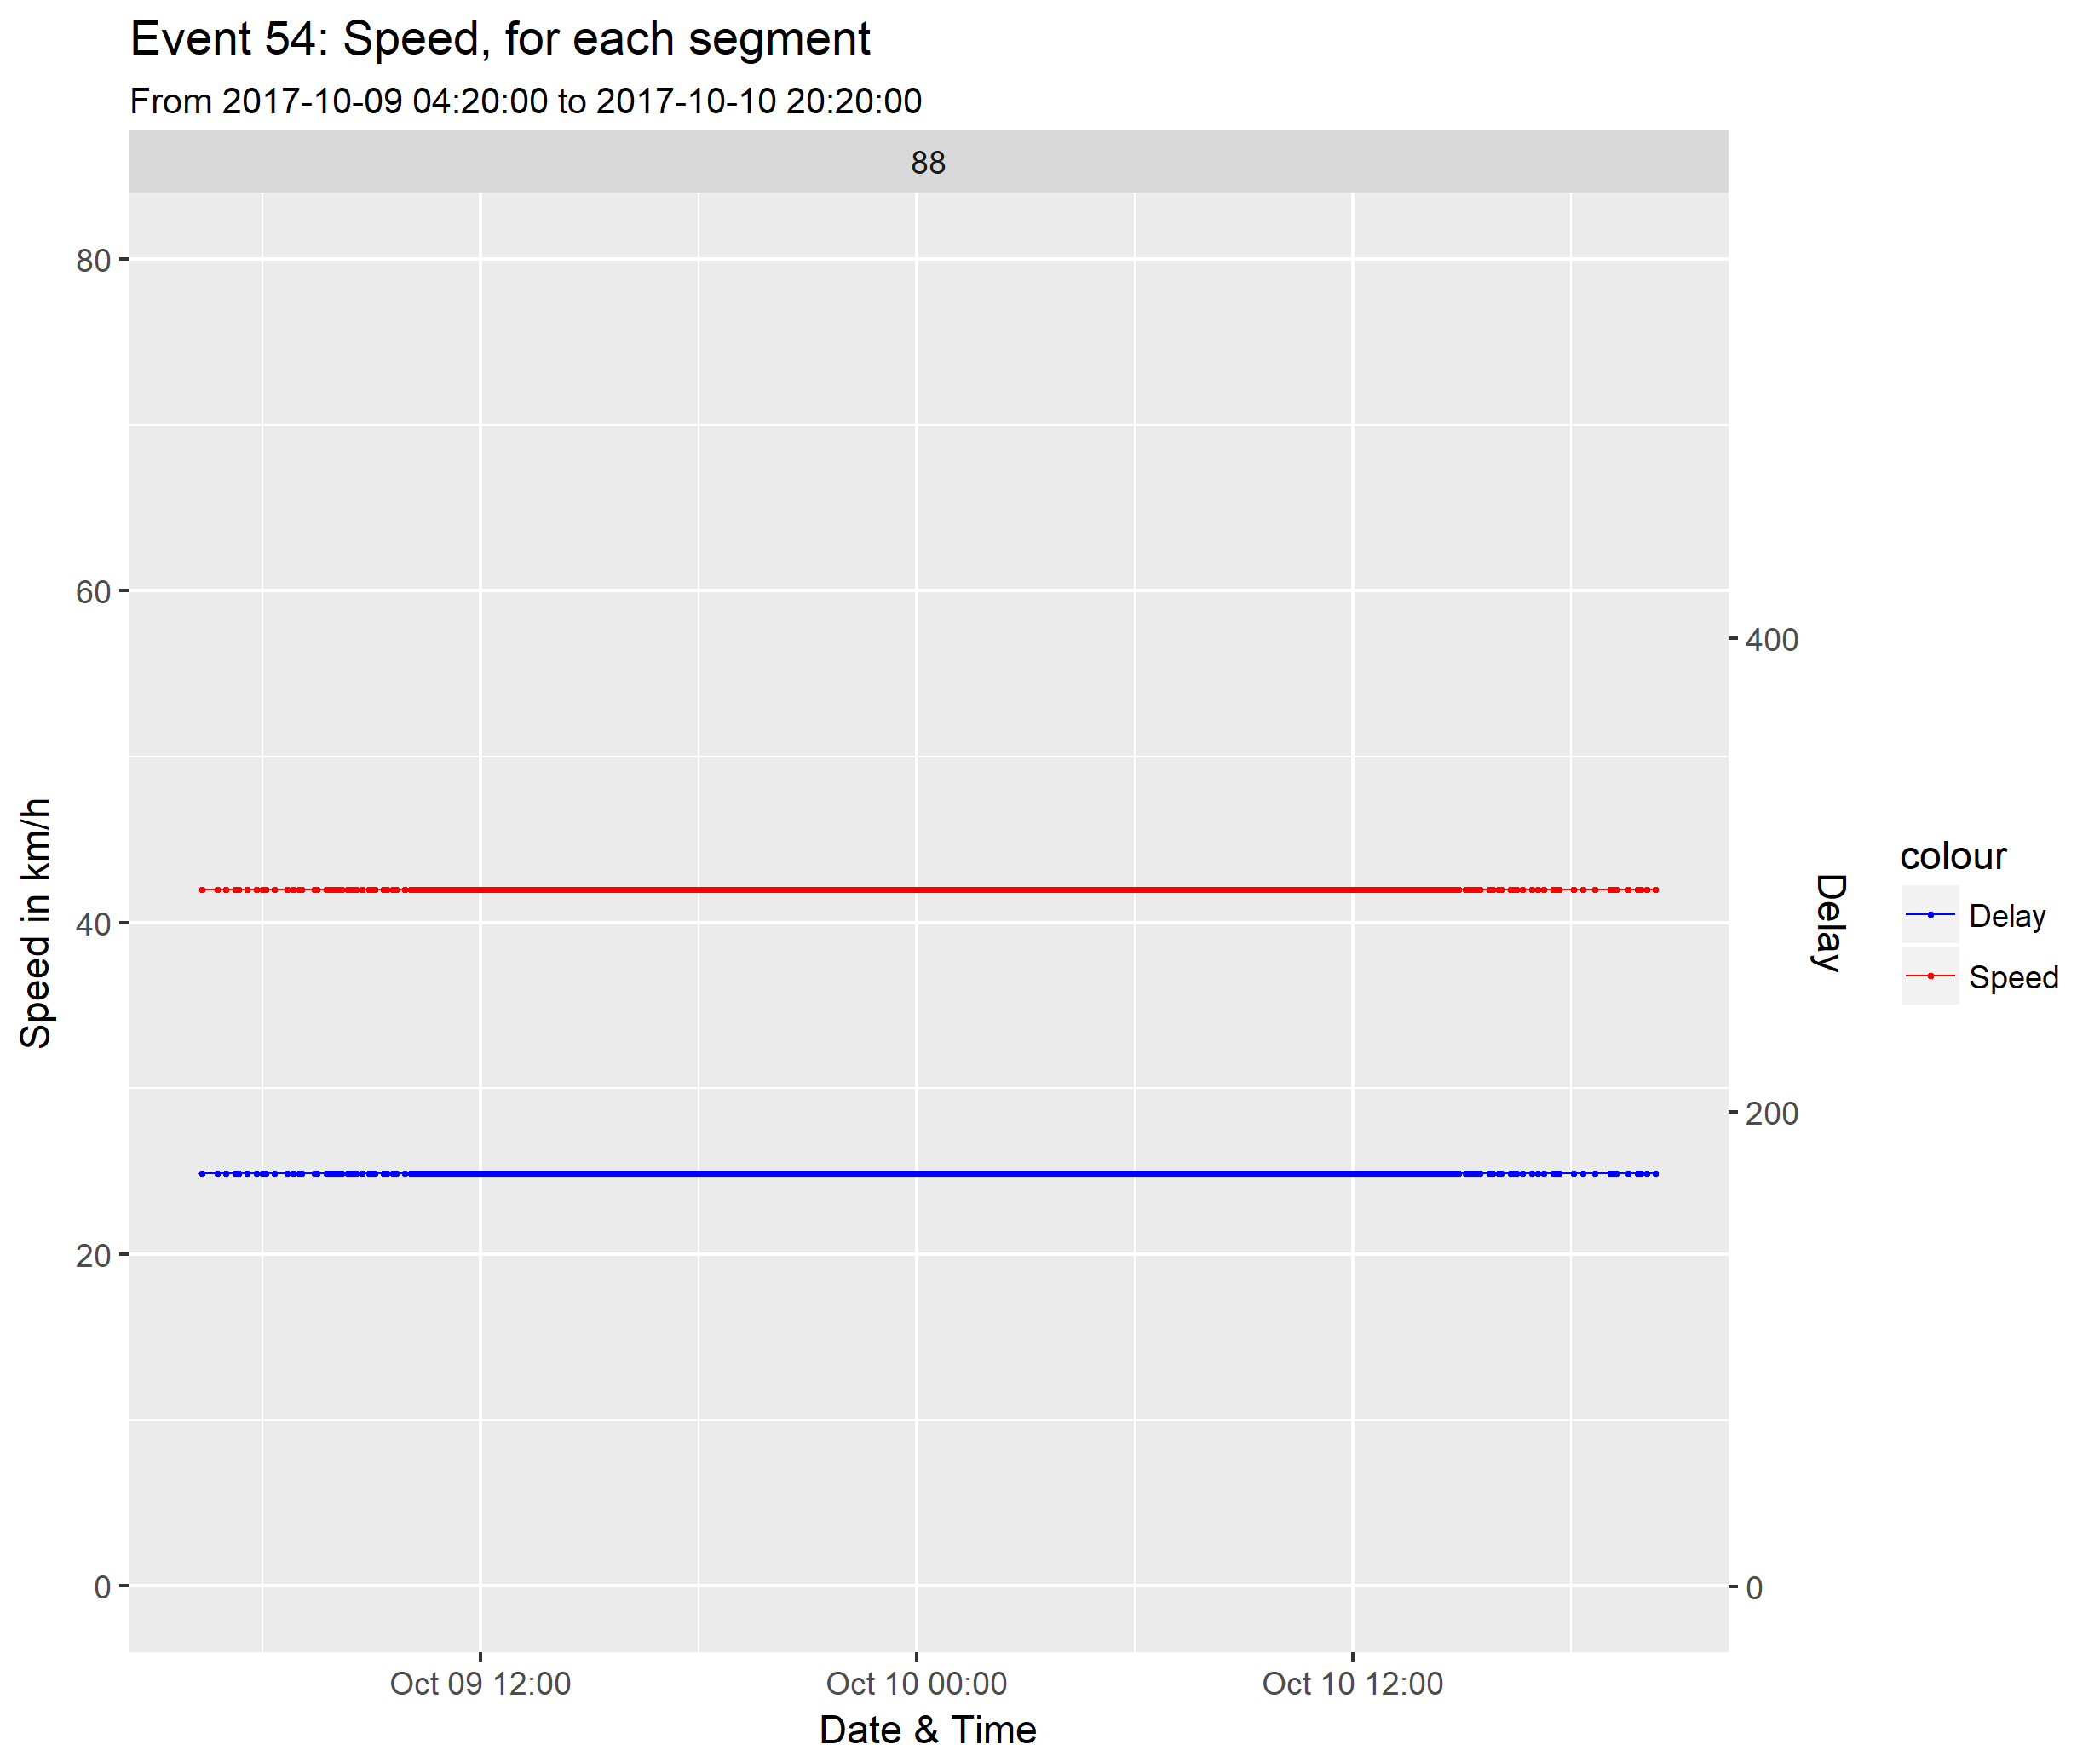 Event 54: Speed, for each segment
From 2017-10-09 04:20:00 to 2017-10-10 20:20:00
88
80
60
40
20
0
Speed in km/h
400
200
0
Delay
colour
Delay
Speed
Oct 09 12:00
Oct 10 00:00
Oct 10 12:00
Date & Time